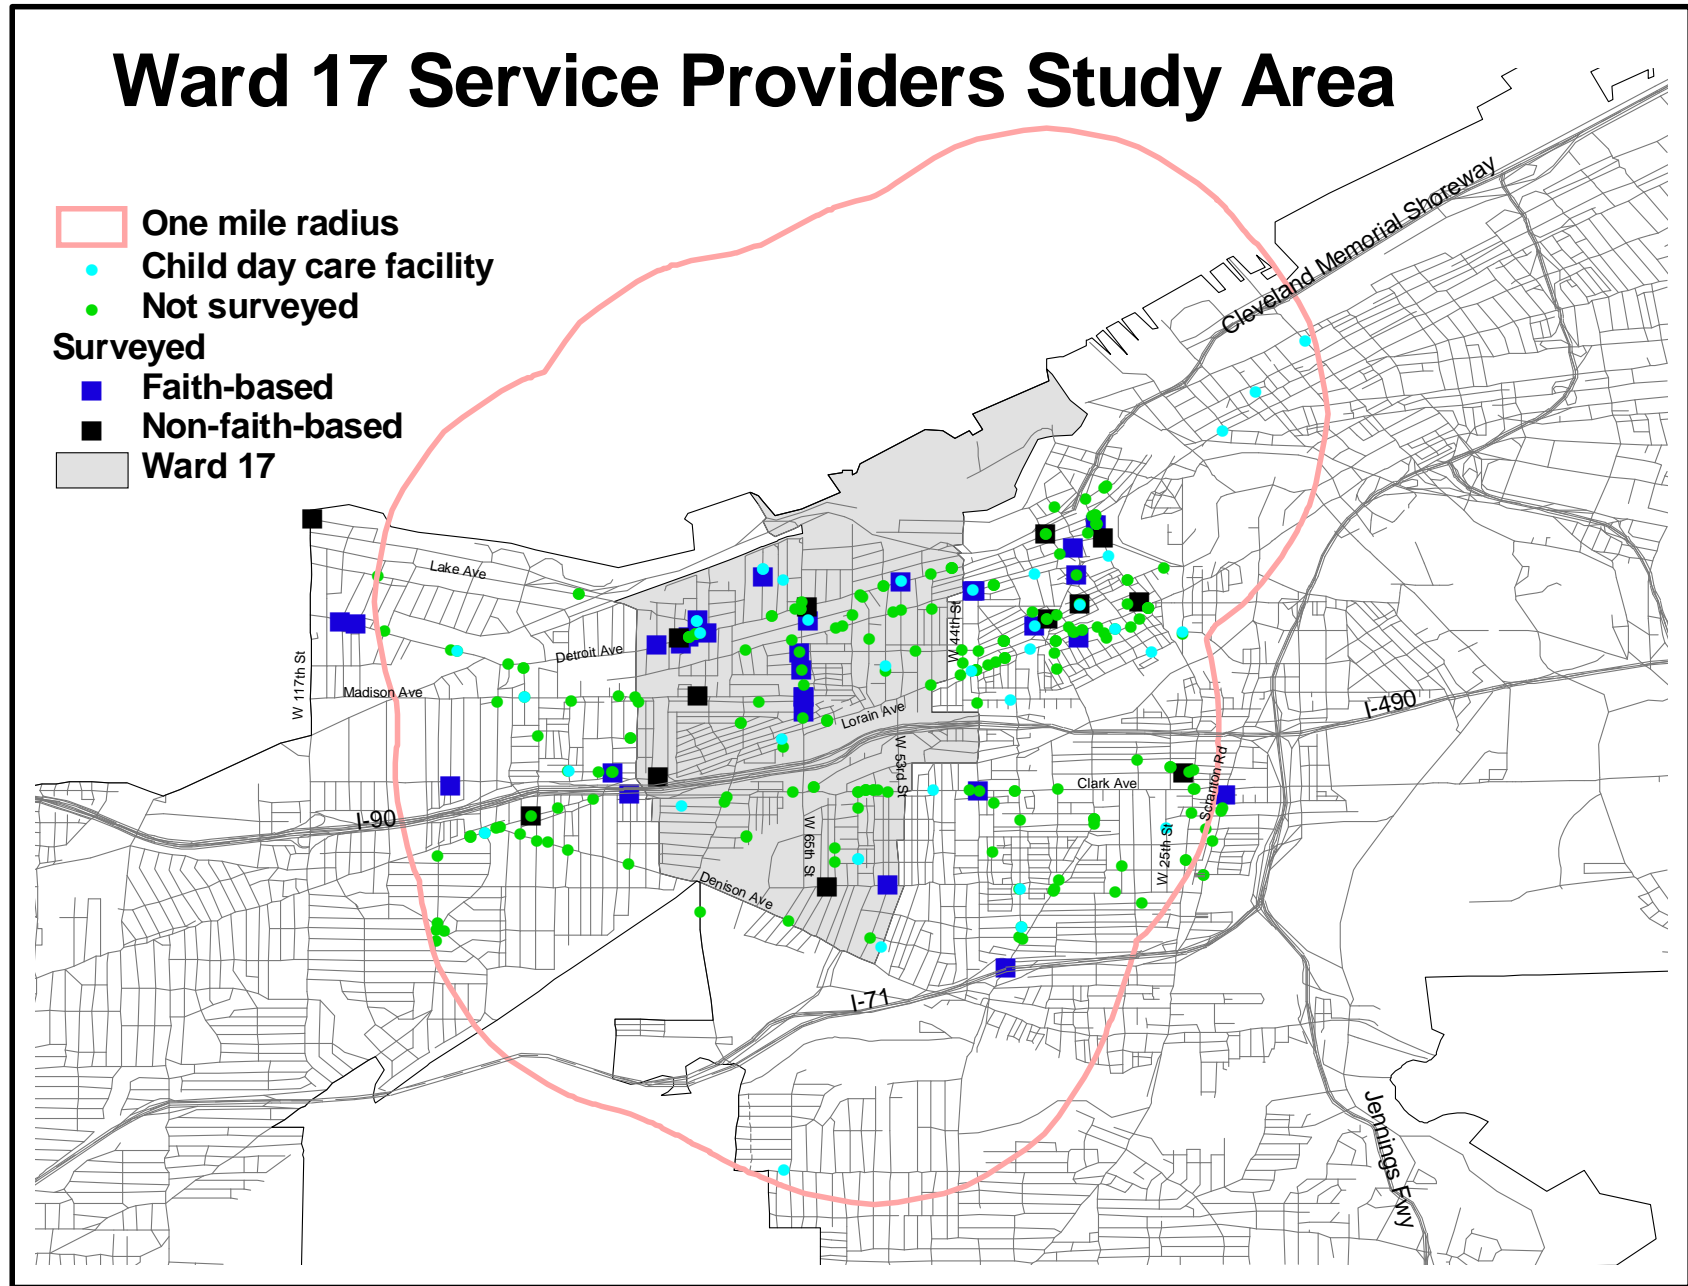 Ward 17 Service Providers Study Area
One mile radius
Child day care facility
Not surveyed
Surveyed
Faith-based
Non-faith-based
Ward 17
Cleveland Memorial Shoreway
Lake Ave
W 117th St
Detroit Ave
Madison Ave
W 44th St
Lorain Ave
I-490
W 53rd St
Clark Ave
Scranton Rd
I-90
W 65th St
W 25th St
Denison Ave
I-71
Jennings Fwy